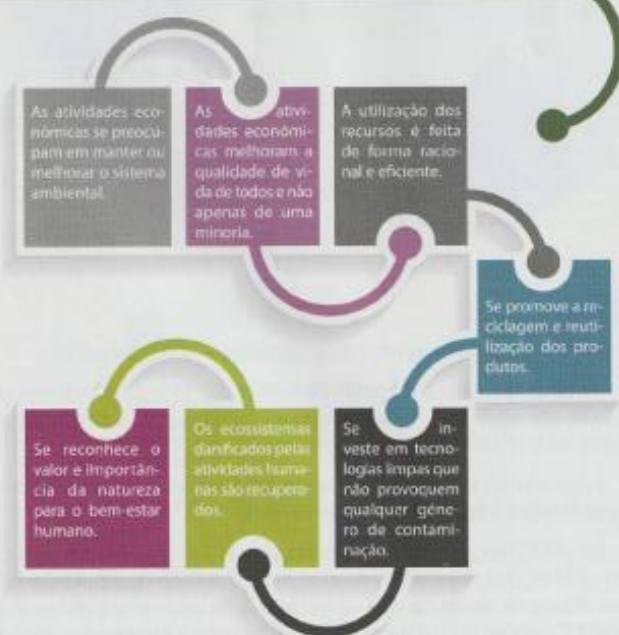 As atividades eco-
nómicas se preocu-
pam em manter ou
melhorar o sistema
ambiental.
As ativi-
dades económi-
cas melhoram a
qualidade de vi-
da de todos e não
apenas de uma
minoria.
A utilização dos
recursos é feita
de forma racio-
nal e eficiente.
Se promove a re-
ciclagem e reuti-
lização dos pro-
dutos.
Se in-
veste em tecno-
logias limpas que
não provoquem
qualquer géne-
ro de contami-
nação.
Os ecossistemas
danificados pelas
atividades huma-
nas são recupera-
dos.
Se reconhece o
valor e importân-
cia da natureza
para o bem-estar
humano.